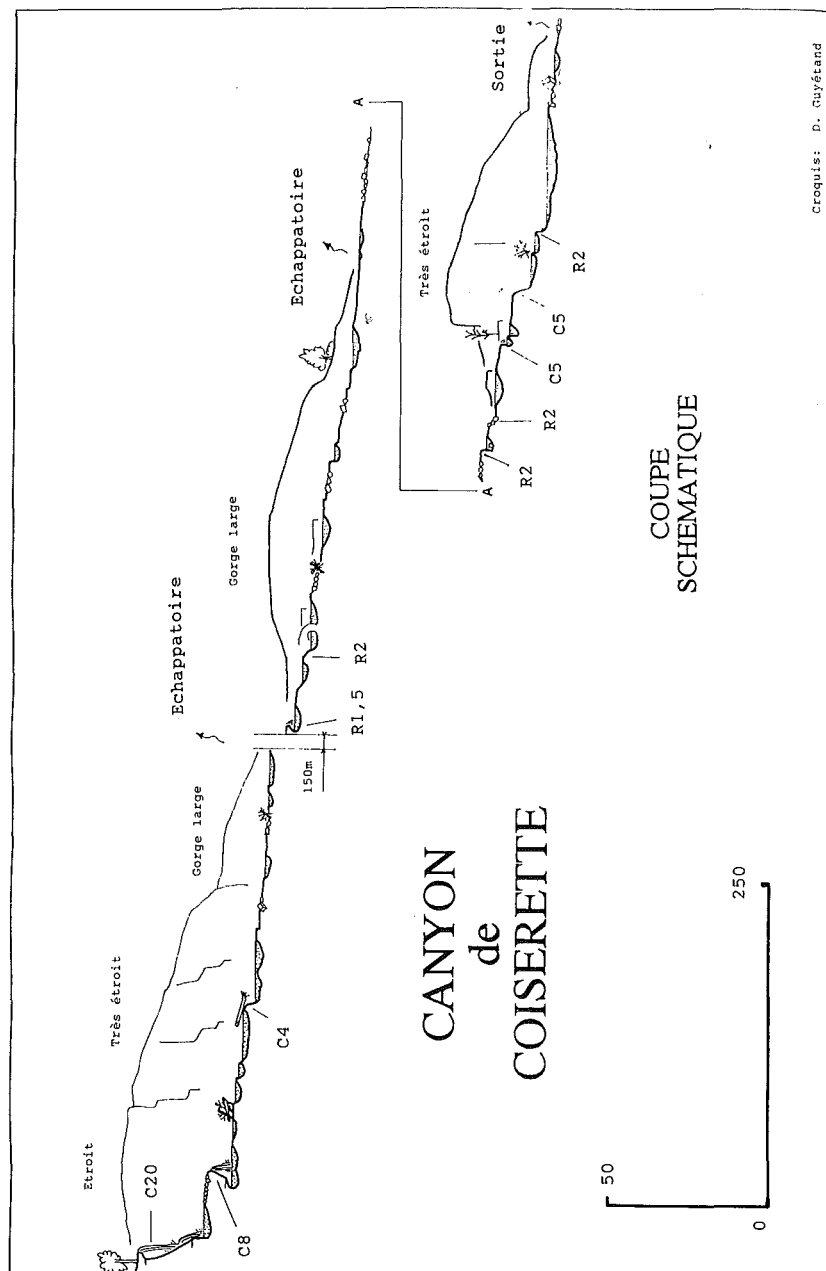 Etroit
C20
C8
Très étroit
C4
Gorge large
150m
Echappatoire
R1,5
R2
Gorge large
Echappatoire
A
A
R2
R2
C5
C5
Très étroit
R2
Sortie
CANYON
de
COISERETTE
COUPE
SCHEMATIQUE
50
0
250
Croquis: D. Guyétand